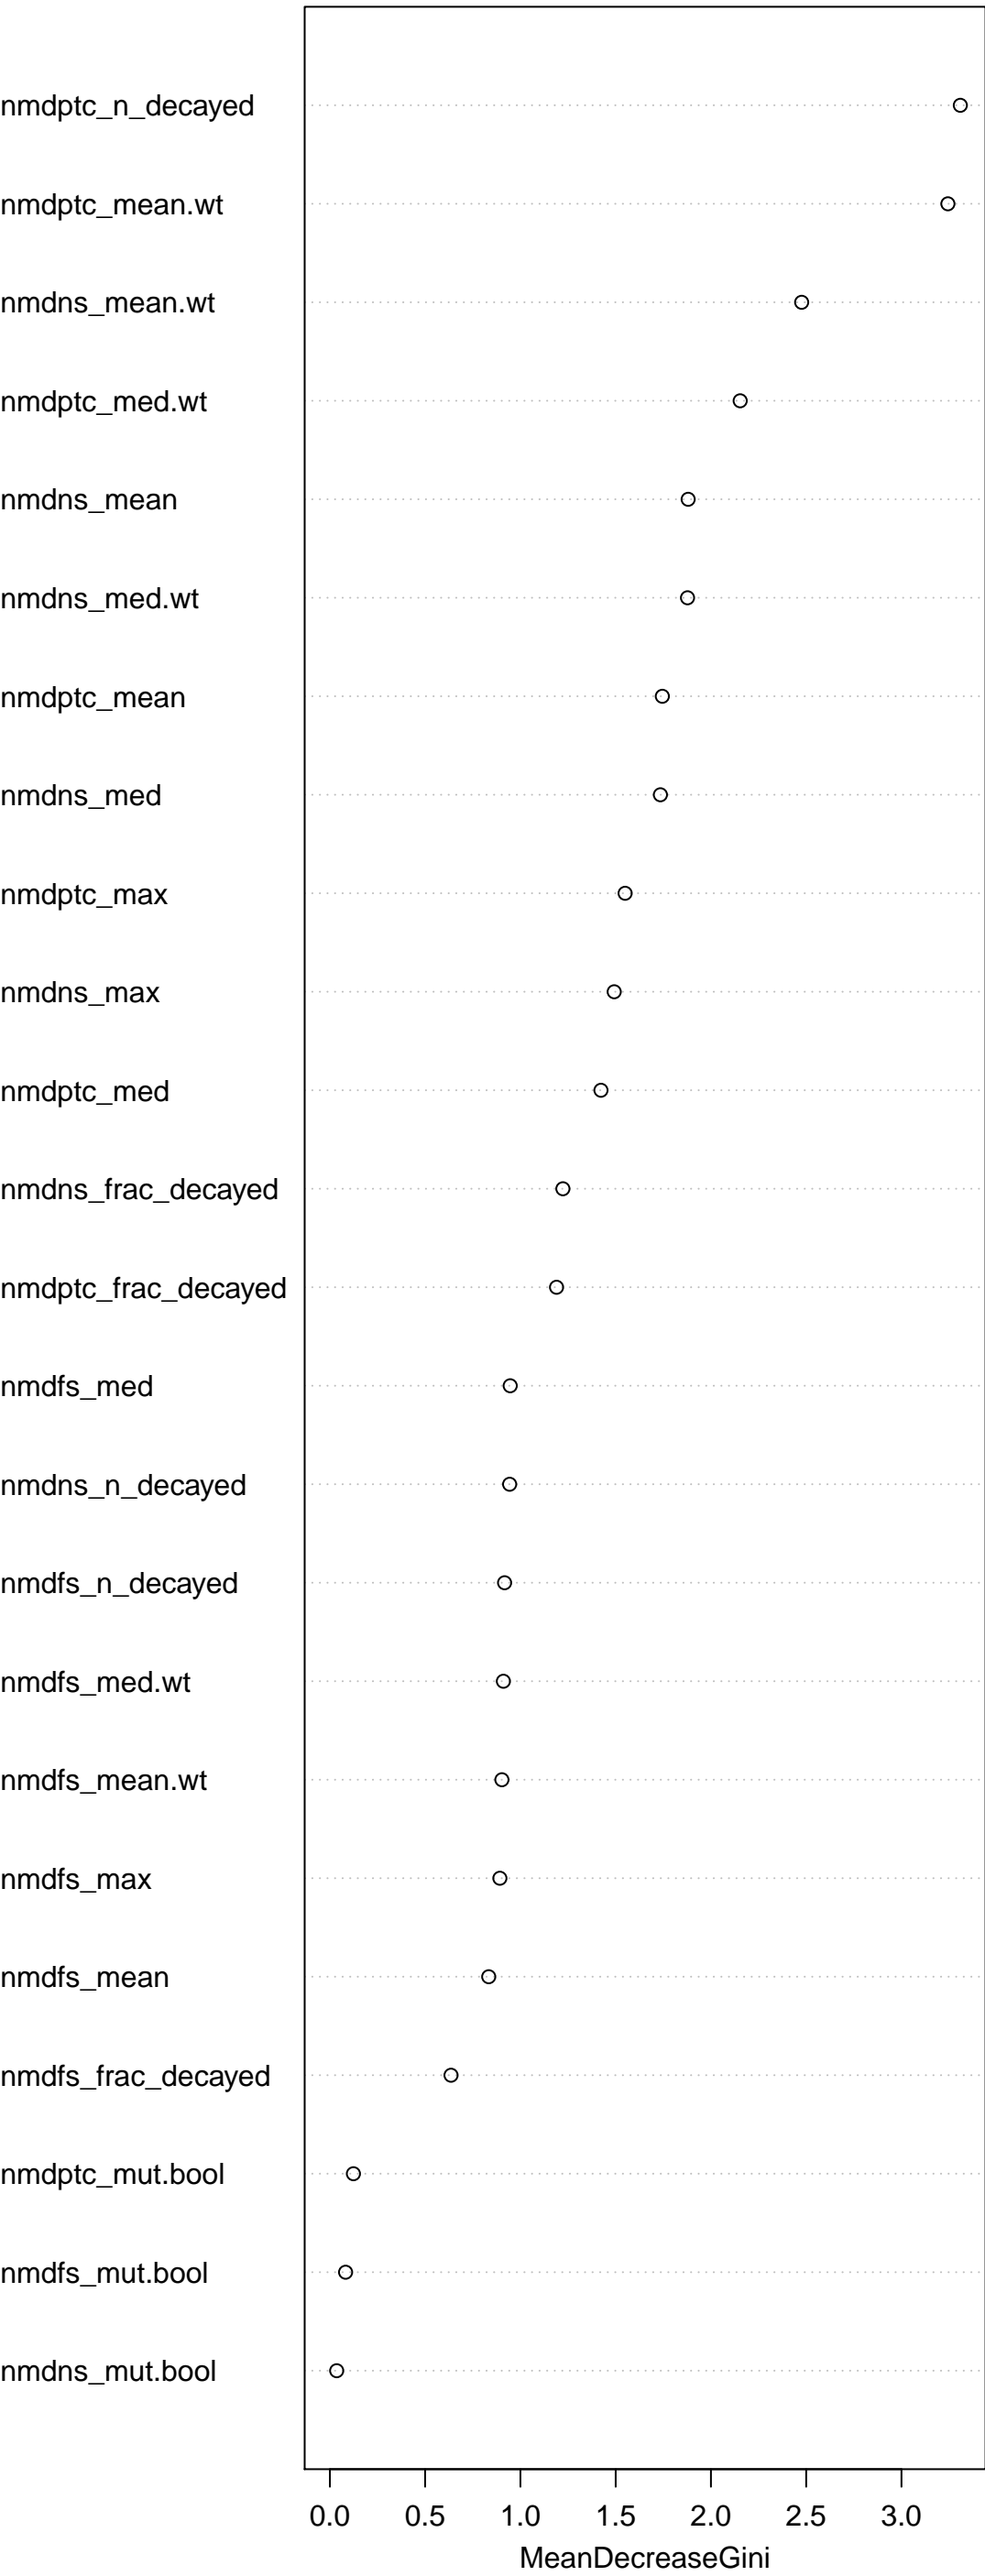 nmdptc_n_decayed
nmdptc_mean.wt
nmdns_mean.wt
nmdptc_med.wt
nmdns_mean
nmdns_med.wt
nmdptc_mean
nmdns_med
nmdptc_max
nmdns_max
nmdptc_med
nmdns_frac_decayed
nmdptc_frac_decayed
nmdfs_med
nmdns_n_decayed
nmdfs_n_decayed
nmdfs_med.wt
nmdfs_mean.wt
nmdfs_max
nmdfs_mean
nmdfs_frac_decayed
nmdptc_mut.bool
nmdfs_mut.bool
nmdns_mut.bool
0.0 0.5 1.0 1.5 2.0 2.5 3.0
MeanDecreaseGini